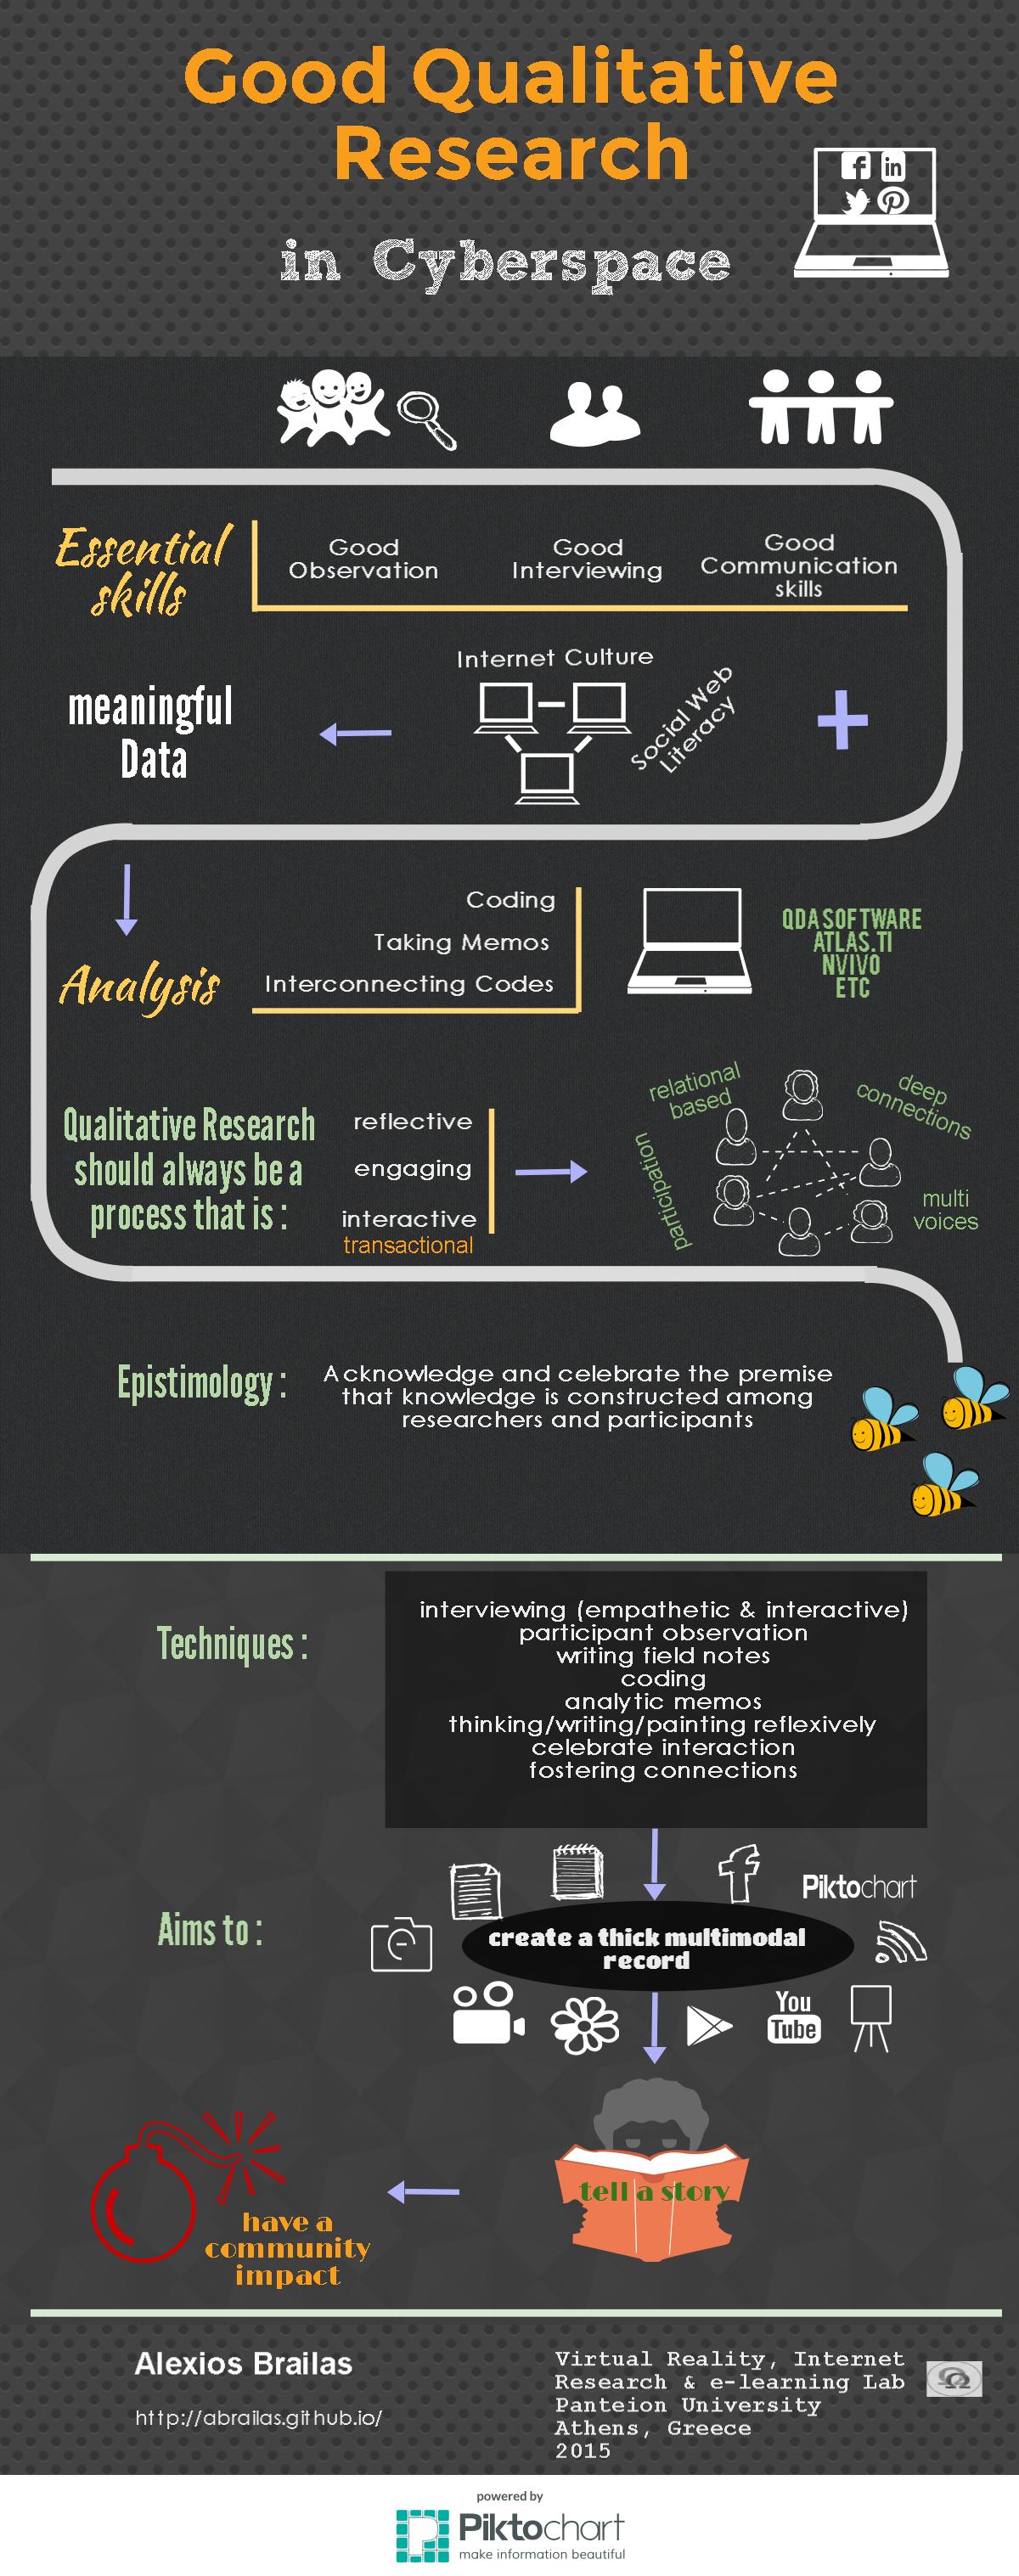 Good Qualitative
Research
in Cyberspace
Essential
skills
Good
Observation
Good
Interviewing
Good
Communication
skills
Internet Culture
Social Web
Literacy
meaningful
Data
Analysis
Coding
Taking Memos
Interconnecting Codes
QDA SOFTWARE
ATLAS.TI
NVIVO
ETC
Qualitative Research
should always be a
process that is :
reflective
engaging
interactive
transactional
relational
based
deep
connections
participation
multi
voices
Epistimology :
Acknowledge and celebrate the premise
that knowledge is constructed among
researchers and participants
Techniques :
interviewing (empathetic & interactive)
participant observation
writing field notes
coding
analytic memos
thinking/writing/painting reflexively
celebrate interaction
fostering connections
Piktochart
Aims to :
create a thick multimodal
record
You
Tube
tell a story
have a
community
impact
Alexios Brailas
http://abrailas.github.io/
Virtual Reality, Internet
Research & e-learning Lab
Panteion University
Athens, Greece
2015
powered by
Piktochart
make information beautiful